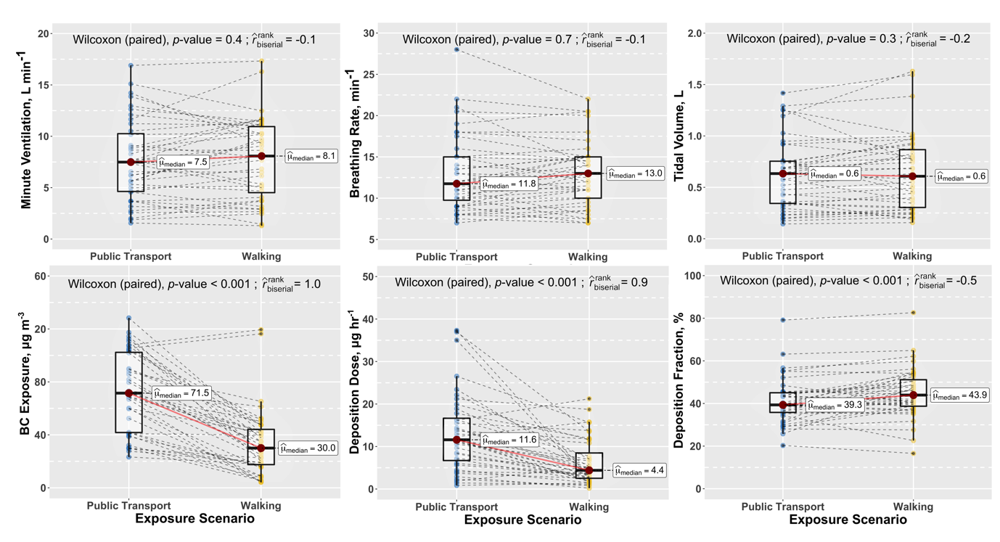 Wilcoxon (paired), p-value = 0.4 ; r̂ rank biserial = -0.1
Minute Ventilation, L min-1
20
15
10
5
0
μ̂median = 7.5
μ̂median = 8.1
Public Transport
Walking
Wilcoxon (paired), p-value = 0.7 ; r̂ rank biserial = -0.1
Breathing Rate, min-1
30
25
20
15
10
5
μ̂median = 11.8
μ̂median = 13.0
Public Transport
Walking
Wilcoxon (paired), p-value = 0.3 ; r̂ rank biserial = -0.2
Tidal Volume, L
2.0
1.5
1.0
0.5
0.0
μ̂median = 0.6
μ̂median = 0.6
Public Transport
Walking
Wilcoxon (paired), p-value < 0.001 ; r̂ rank biserial = 1.0
BC Exposure, μg m-3
60
20
80
40
0
μ̂median = 71.5
μ̂median = 30.0
Public Transport
Walking
Exposure Scenario
Wilcoxon (paired), p-value < 0.001 ; r̂ rank biserial = 0.9
Deposition Dose, μg hr-1
50
40
30
20
10
0
μ̂median = 11.6
μ̂median = 4.4
Public Transport
Walking
Exposure Scenario
Wilcoxon (paired), p-value < 0.001 ; r̂ rank biserial = -0.5
Deposition Fraction, %
100
80
60
40
20
0
μ̂median = 39.3
μ̂median = 43.9
Public Transport
Walking
Exposure Scenario